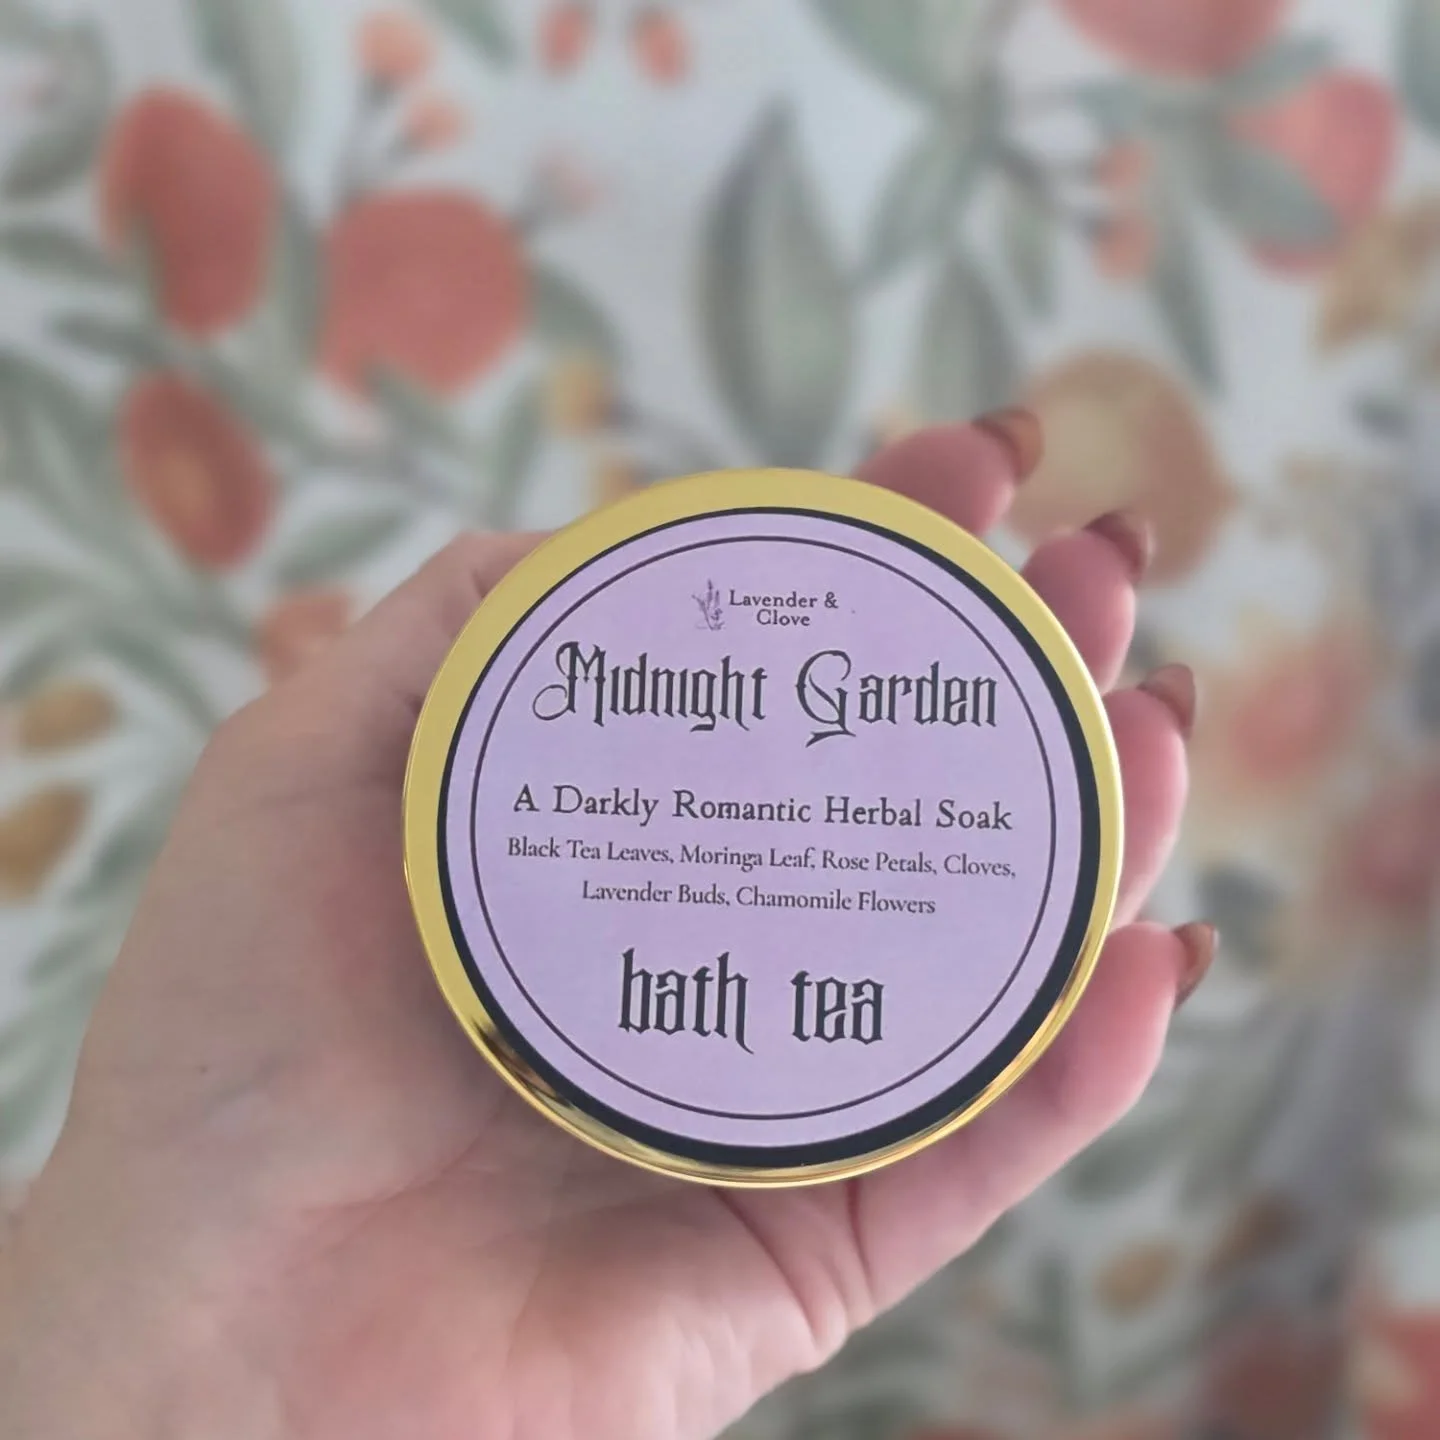 Lavender &
Clove
Midnight Garden
A Darkly Romantic Herbal Soak
Black Tea Leaves, Moringa Leaf, Rose Petals, Cloves,
Lavender Buds, Chamomile Flowers
bath tea